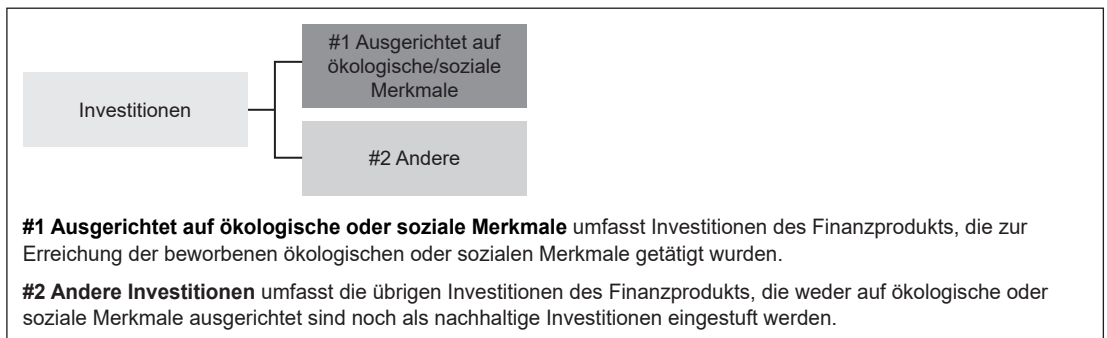 #1 Ausgerichtet auf
ökologische/soziale
Merkmale
Investitionen
#2 Andere
#1 Ausgerichtet auf ökologische oder soziale Merkmale umfasst Investitionen des Finanzprodukts, die zur
Erreichung der beworbenen ökologischen oder sozialen Merkmale getätigt wurden.
#2 Andere Investitionen umfasst die übrigen Investitionen des Finanzprodukts, die weder auf ökologische oder
soziale Merkmale ausgerichtet sind noch als nachhaltige Investitionen eingestuft werden.